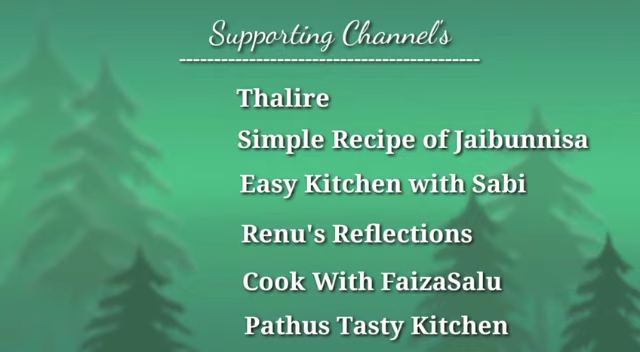 Supporting Channel's
-------------------------------------------
Thalire
Simple Recipe of Jaibunnisa
Easy Kitchen with Sabi
Renu's Reflections
Cook With FaizaSalu
Pathus Tasty Kitchen